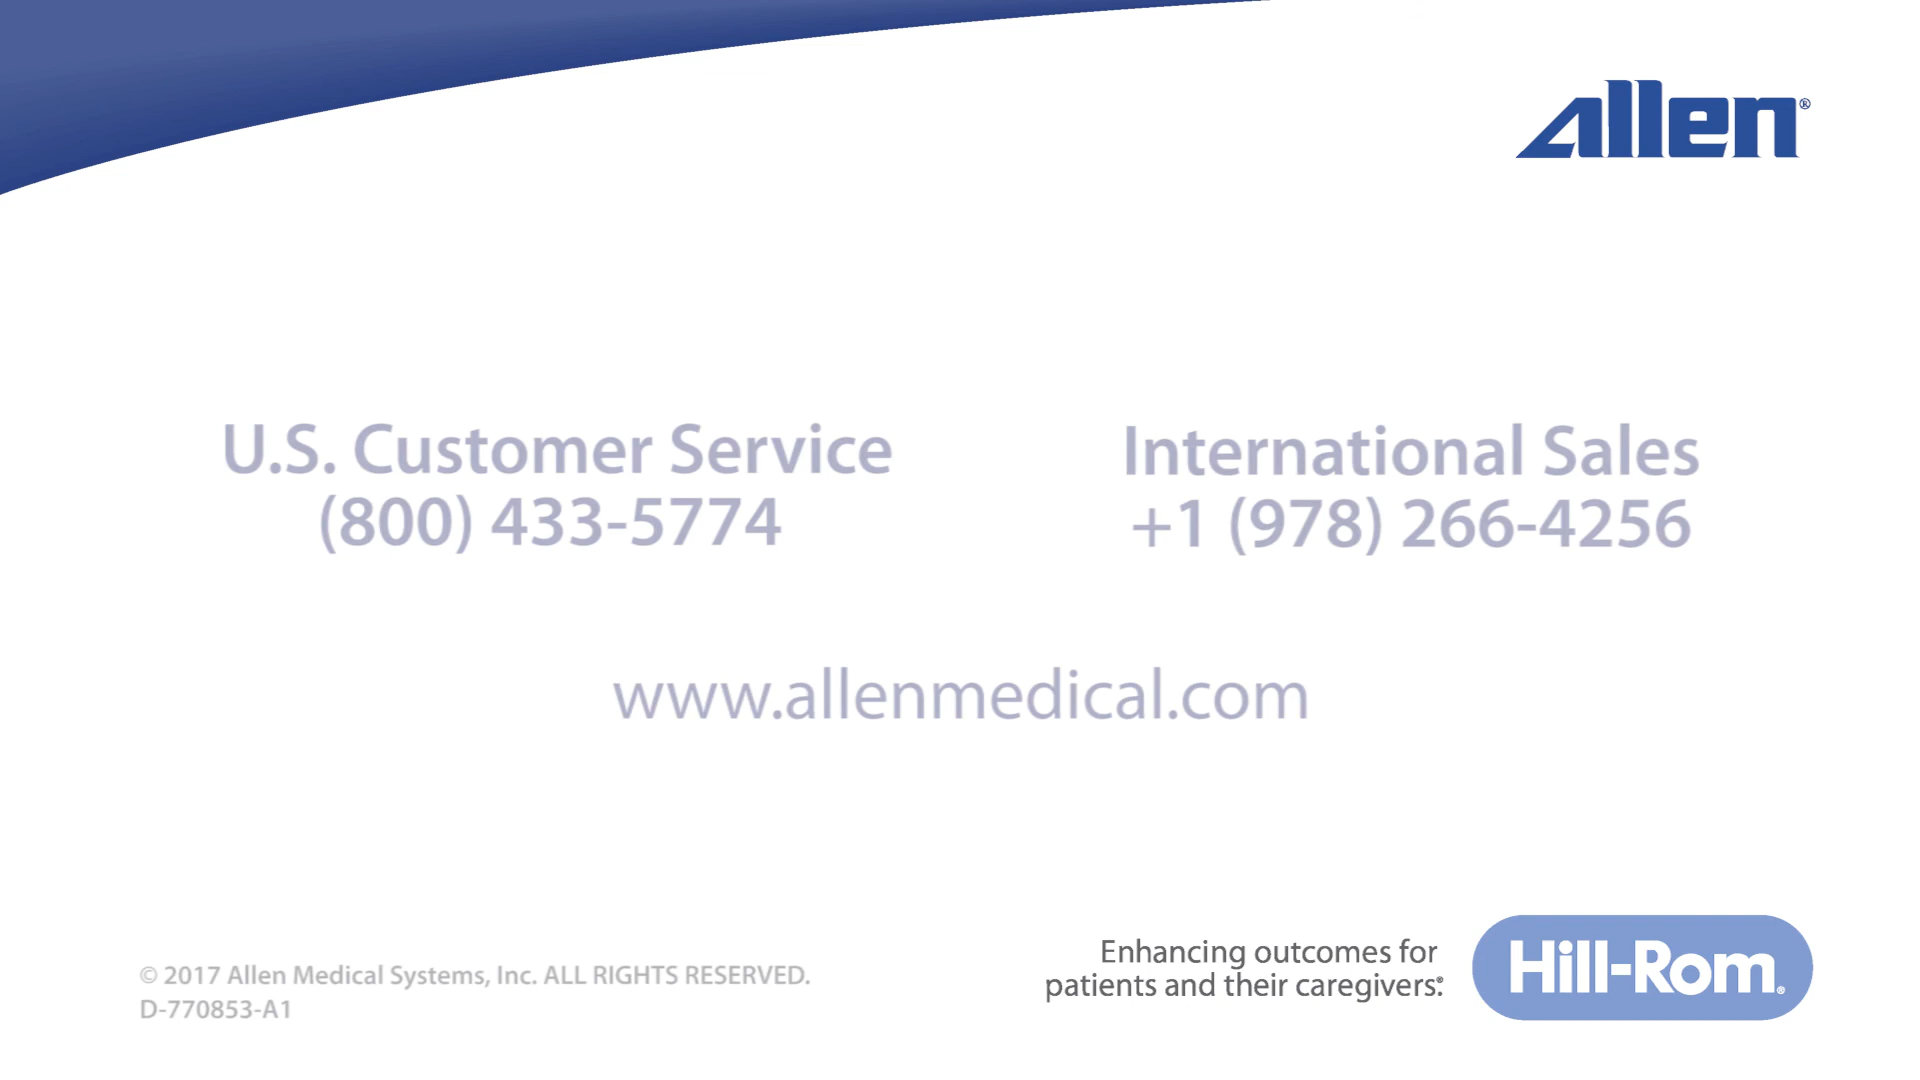 Allen®
U.S. Customer Service
(800) 433-5774
International Sales
+1 (978) 266-4256
www.allenmedical.com
© 2017 Allen Medical Systems, Inc. ALL RIGHTS RESERVED.
D-770853-A1
Enhancing outcomes for
patients and their caregivers.®
Hill-Rom®